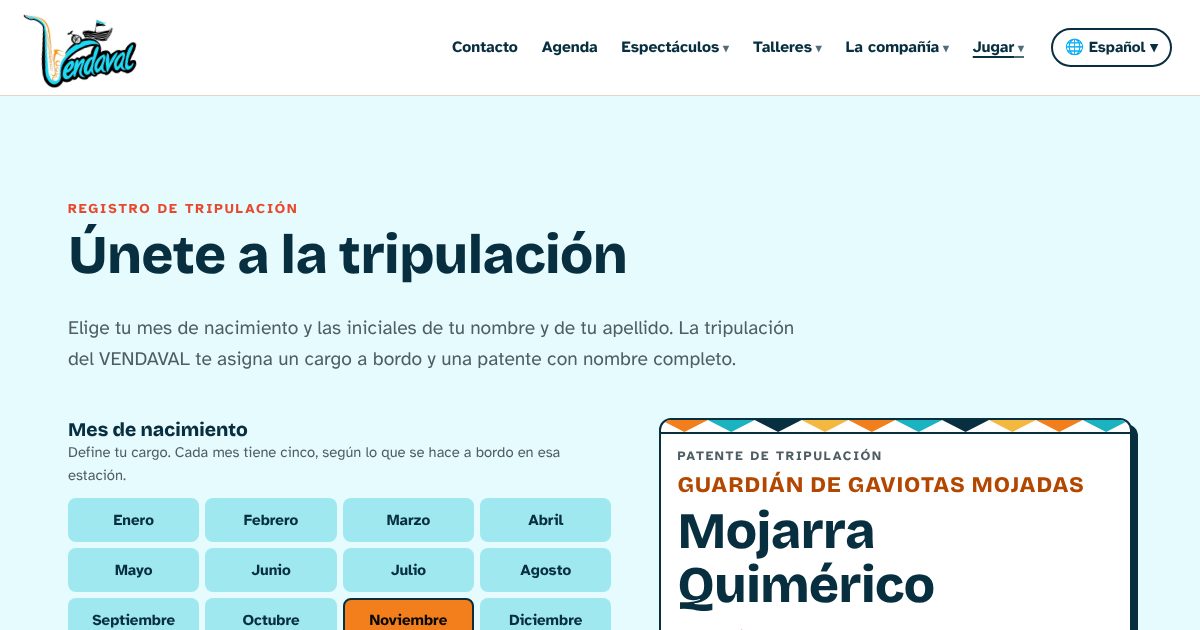 Vendaval
Contacto Agenda Espectáculos ▾ Talleres ▾ La compañía ▾ Jugar ▾ 🌐 Español ▾
REGISTRO DE TRIPULACIÓN
Únete a la tripulación
Elige tu mes de nacimiento y las iniciales de tu nombre y de tu apellido. La tripulación
del VENDAVAL te asigna un cargo a bordo y una patente con nombre completo.
Mes de nacimiento
Define tu cargo. Cada mes tiene cinco, según lo que se hace a bordo en esa
estación.
Enero Febrero Marzo Abril
Mayo Junio Julio Agosto
Septiembre Octubre Noviembre Diciembre
PATENTE DE TRIPULACIÓN
GUARDIÁN DE GAVIOTAS MOJADAS
Mojarra
Quimérico